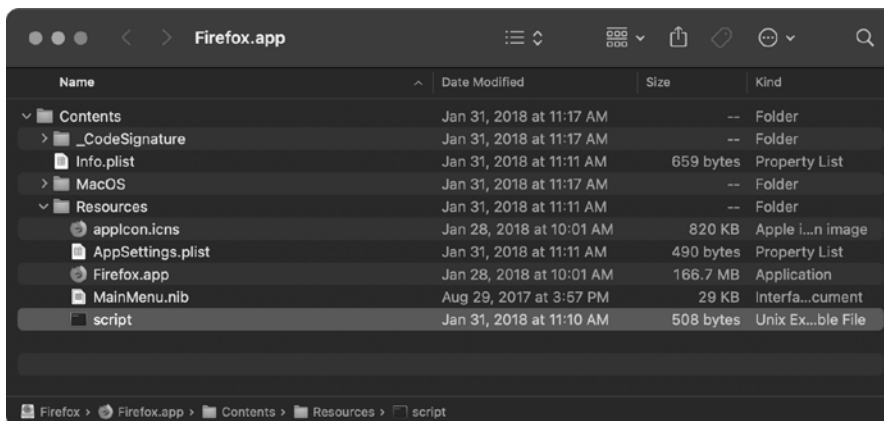 Firefox.app
Name Date Modified Size Kind
Contents Jan 31, 2018 at 11:17 AM -- Folder
_CodeSignature Jan 31, 2018 at 11:17 AM -- Folder
Info.plist Jan 31, 2018 at 11:11 AM 659 bytes Property List
MacOS Jan 31, 2018 at 11:17 AM -- Folder
Resources Jan 31, 2018 at 11:11 AM -- Folder
appIcon.icns Jan 28, 2018 at 10:01 AM 820 KB Apple i...n image
AppSettings.plist Jan 31, 2018 at 11:11 AM 490 bytes Property List
Firefox.app Jan 28, 2018 at 10:01 AM 166.7 MB Application
MainMenu.nib Aug 29, 2017 at 3:57 PM 29 KB Interfa...cument
script Jan 31, 2018 at 11:10 AM 508 bytes Unix Ex...ble File
Firefox › Firefox.app › Contents › Resources › script